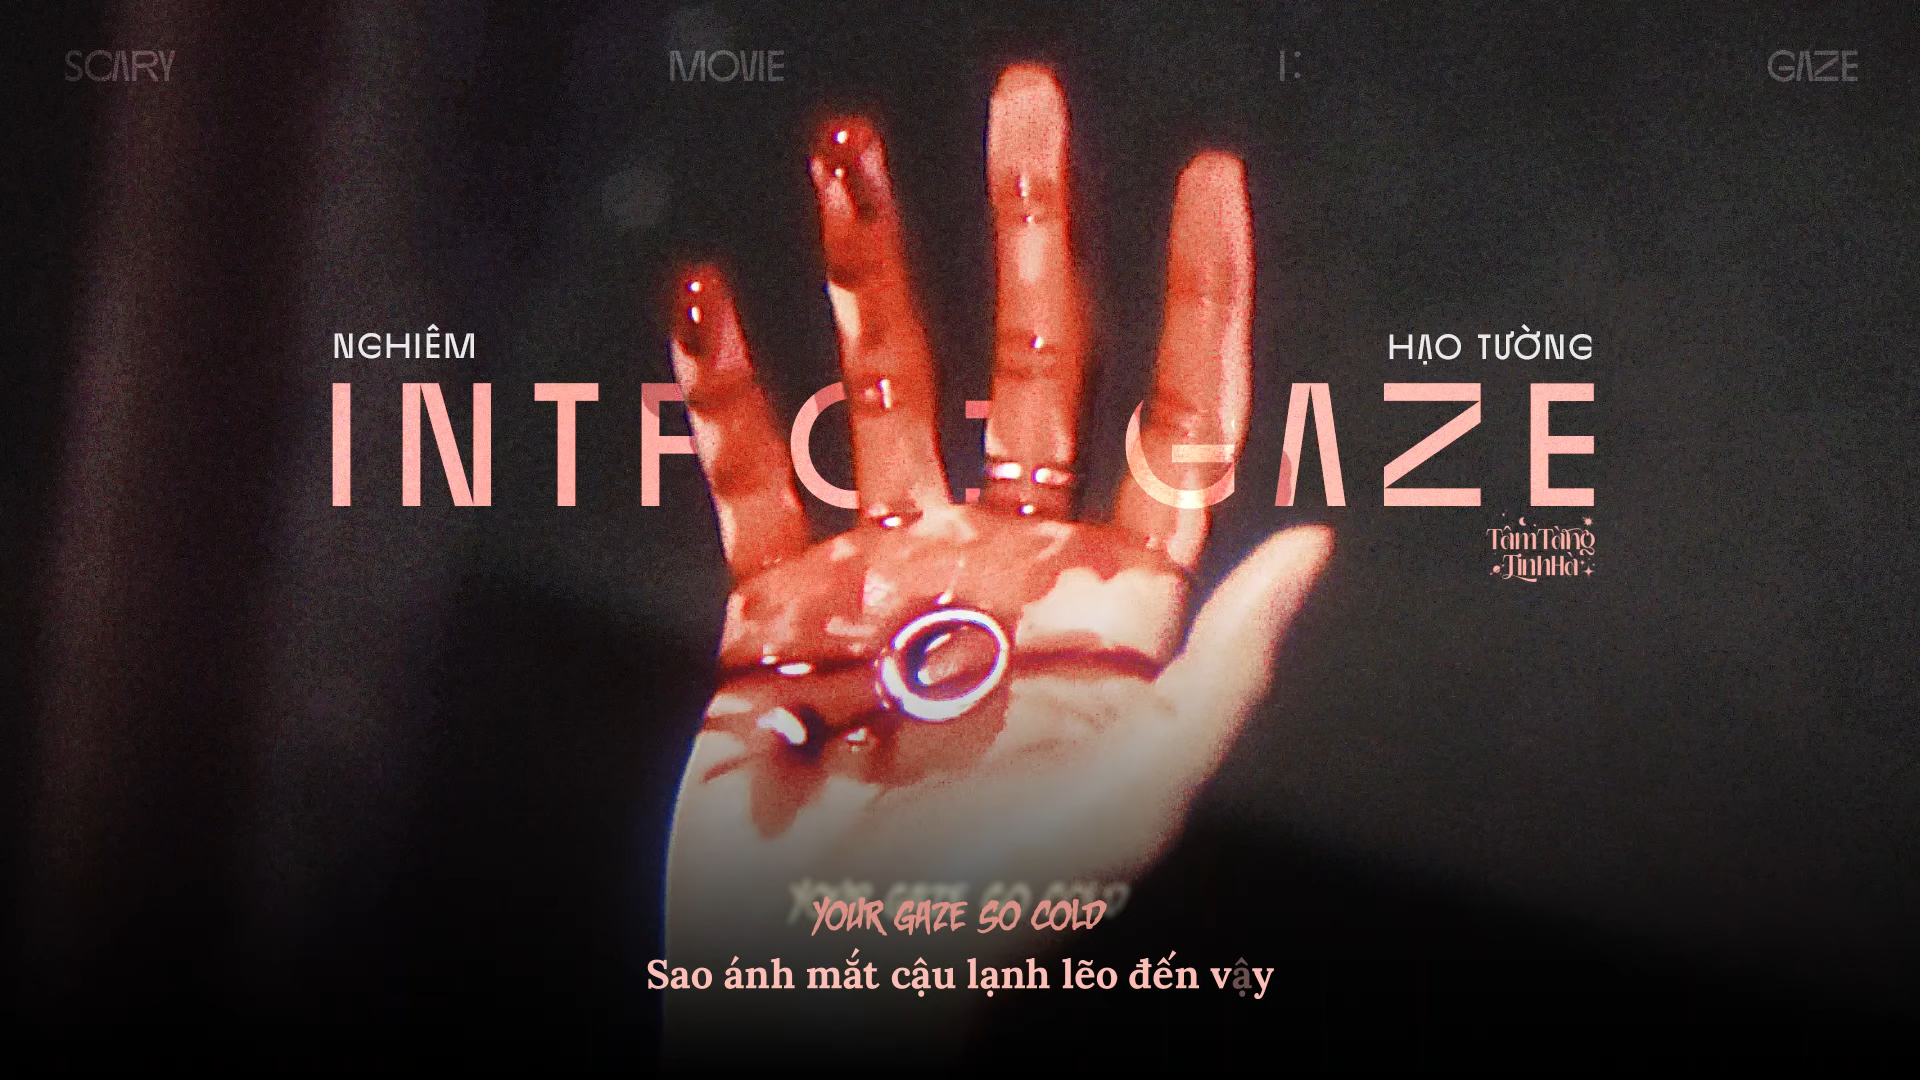 SCARY MOVIE I: GAZE
NGHIÊM HẠO TƯỜNG
INTRO: GAZE
Tâm Tàng
Tinh Hà
YOUR GAZE SO COLD
Sao ánh mắt cậu lạnh lẽo đến vậy